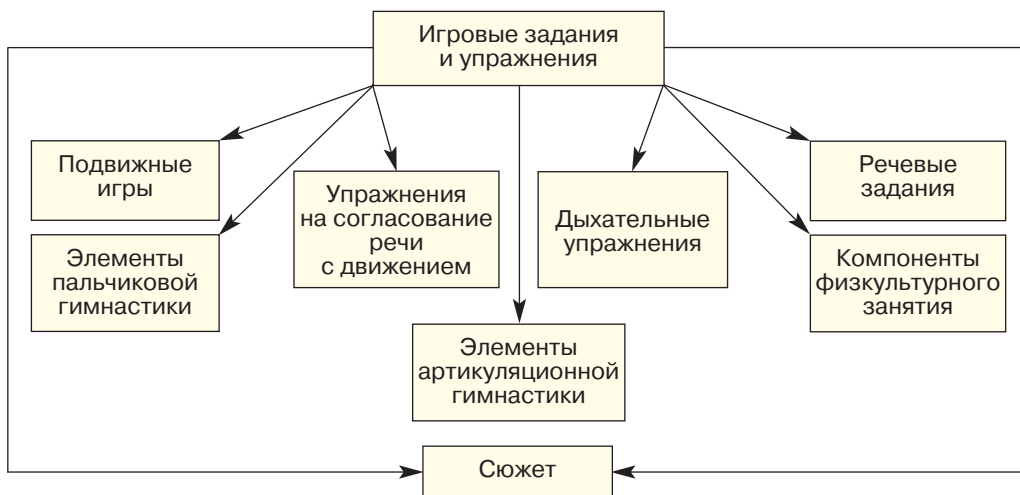 Игровые задания
и упражнения
Подвижные
игры
Упражнения
на согласование
речи
с движением
Дыхательные
упражнения
Речевые
задания
Элементы
пальчиковой
гимнастики
Компоненты
физкультурного
занятия
Элементы
артикуляционной
гимнастики
Сюжет